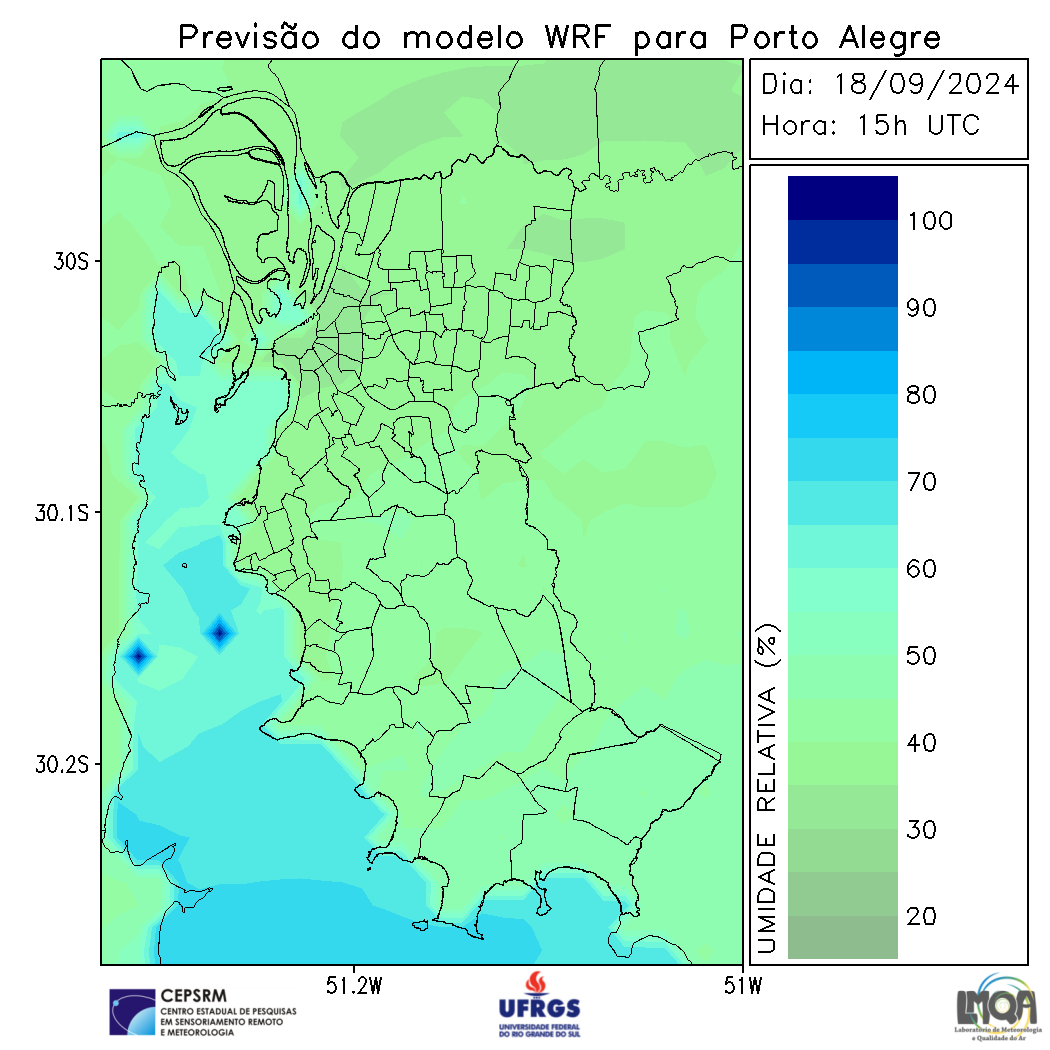 Previsão do modelo WRF para Porto Alegre
Dia: 18/09/2024
Hora: 15h UTC
30S
30.1S
30.2S
51.2W
51W
100
90
80
70
60
50
40
30
20
UMIDADE RELATIVA (%)
CEPSRM
CENTRO ESTADUAL DE PESQUISAS
EM SENSORIAMENTO REMOTO
E METEOROLOGIA
UFRGS
UNIVERSIDADE FEDERAL
DO RIO GRANDE DO SUL
LMQA
Laboratório de Meteorologia
e Qualidade do Ar